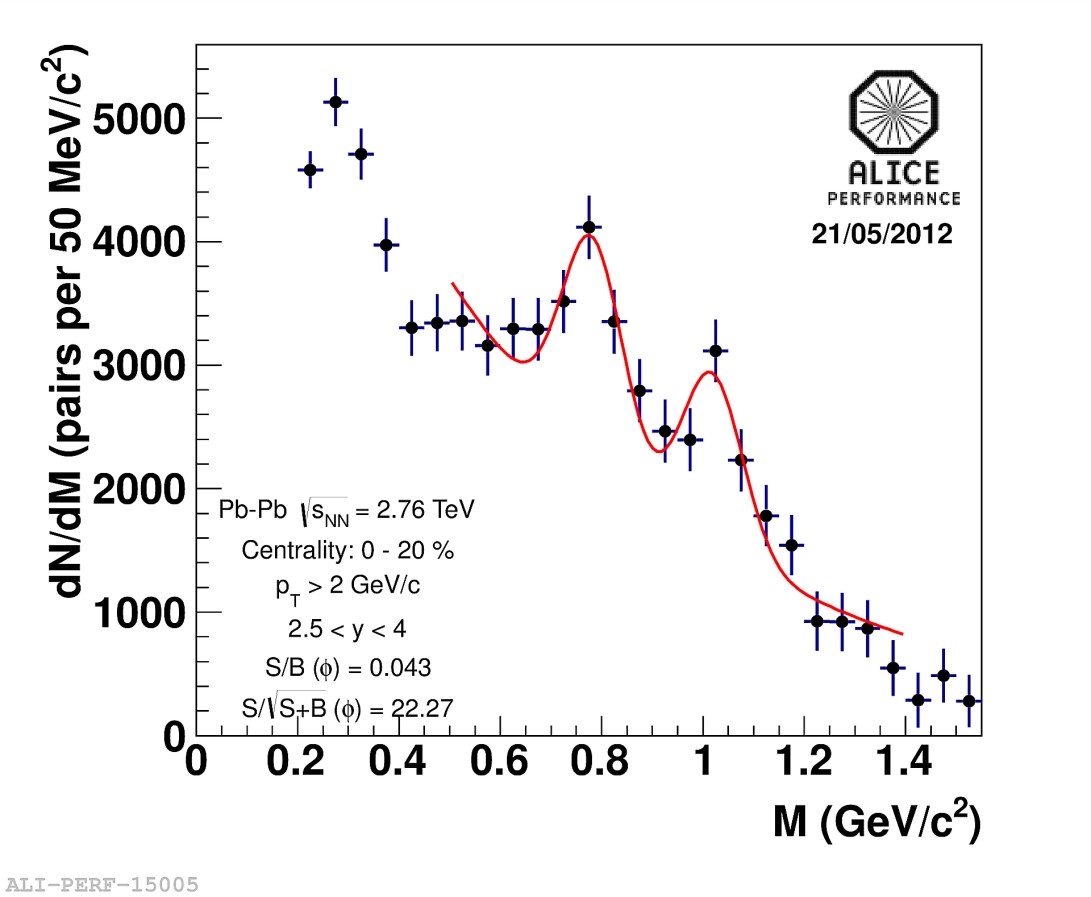 dN/dM (pairs per 50 MeV/c²)
5000
4000
3000
2000
1000
0
ALICE
PERFORMANCE
21/05/2012
Pb-Pb √sNN = 2.76 TeV
Centrality: 0 - 20 %
pT > 2 GeV/c
2.5 < y < 4
S/B (ϕ) = 0.043
S/√S+B (ϕ) = 22.27
0 0.2 0.4 0.6 0.8 1 1.2 1.4
M (GeV/c²)
ALI-PERF-15005